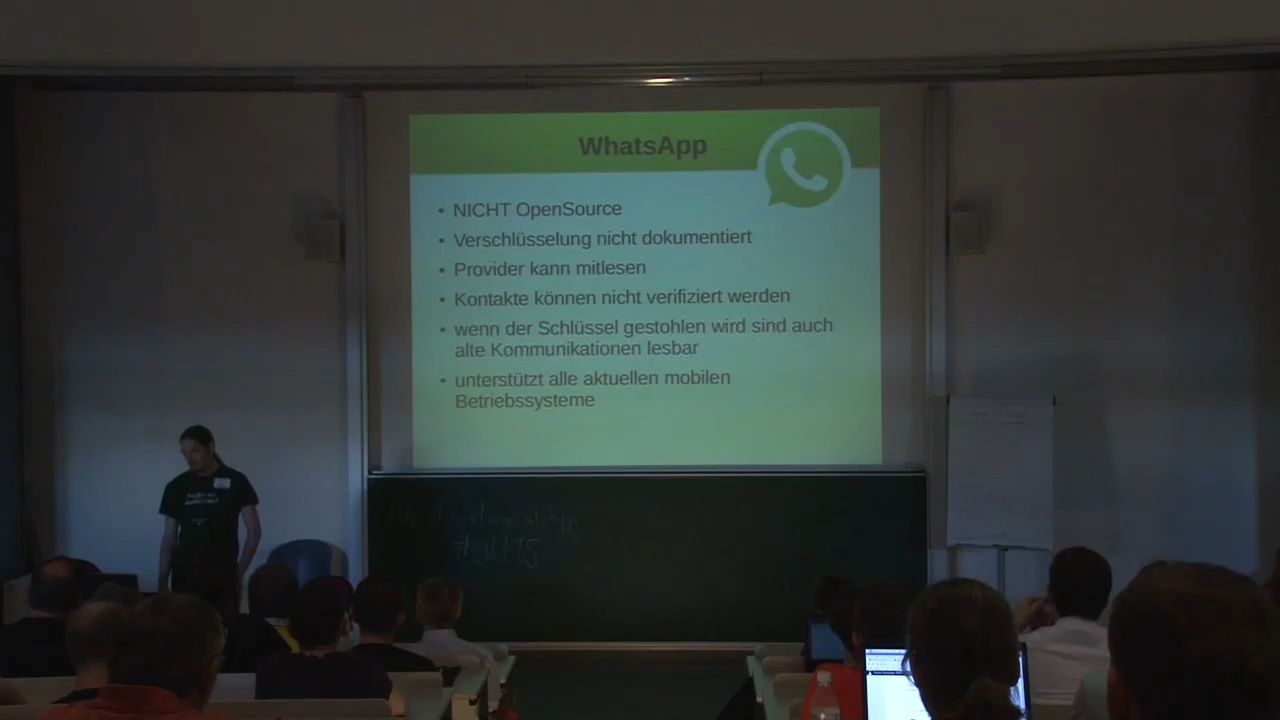 WhatsApp
• NICHT OpenSource
• Verschlüsselung nicht dokumentiert
• Provider kann mitlesen
• Kontakte können nicht verifiziert werden
• wenn der Schlüssel gestohlen wird sind auch
alte Kommunikationen lesbar
• unterstützt alle aktuellen mobilen
Betriebssysteme
#glt15